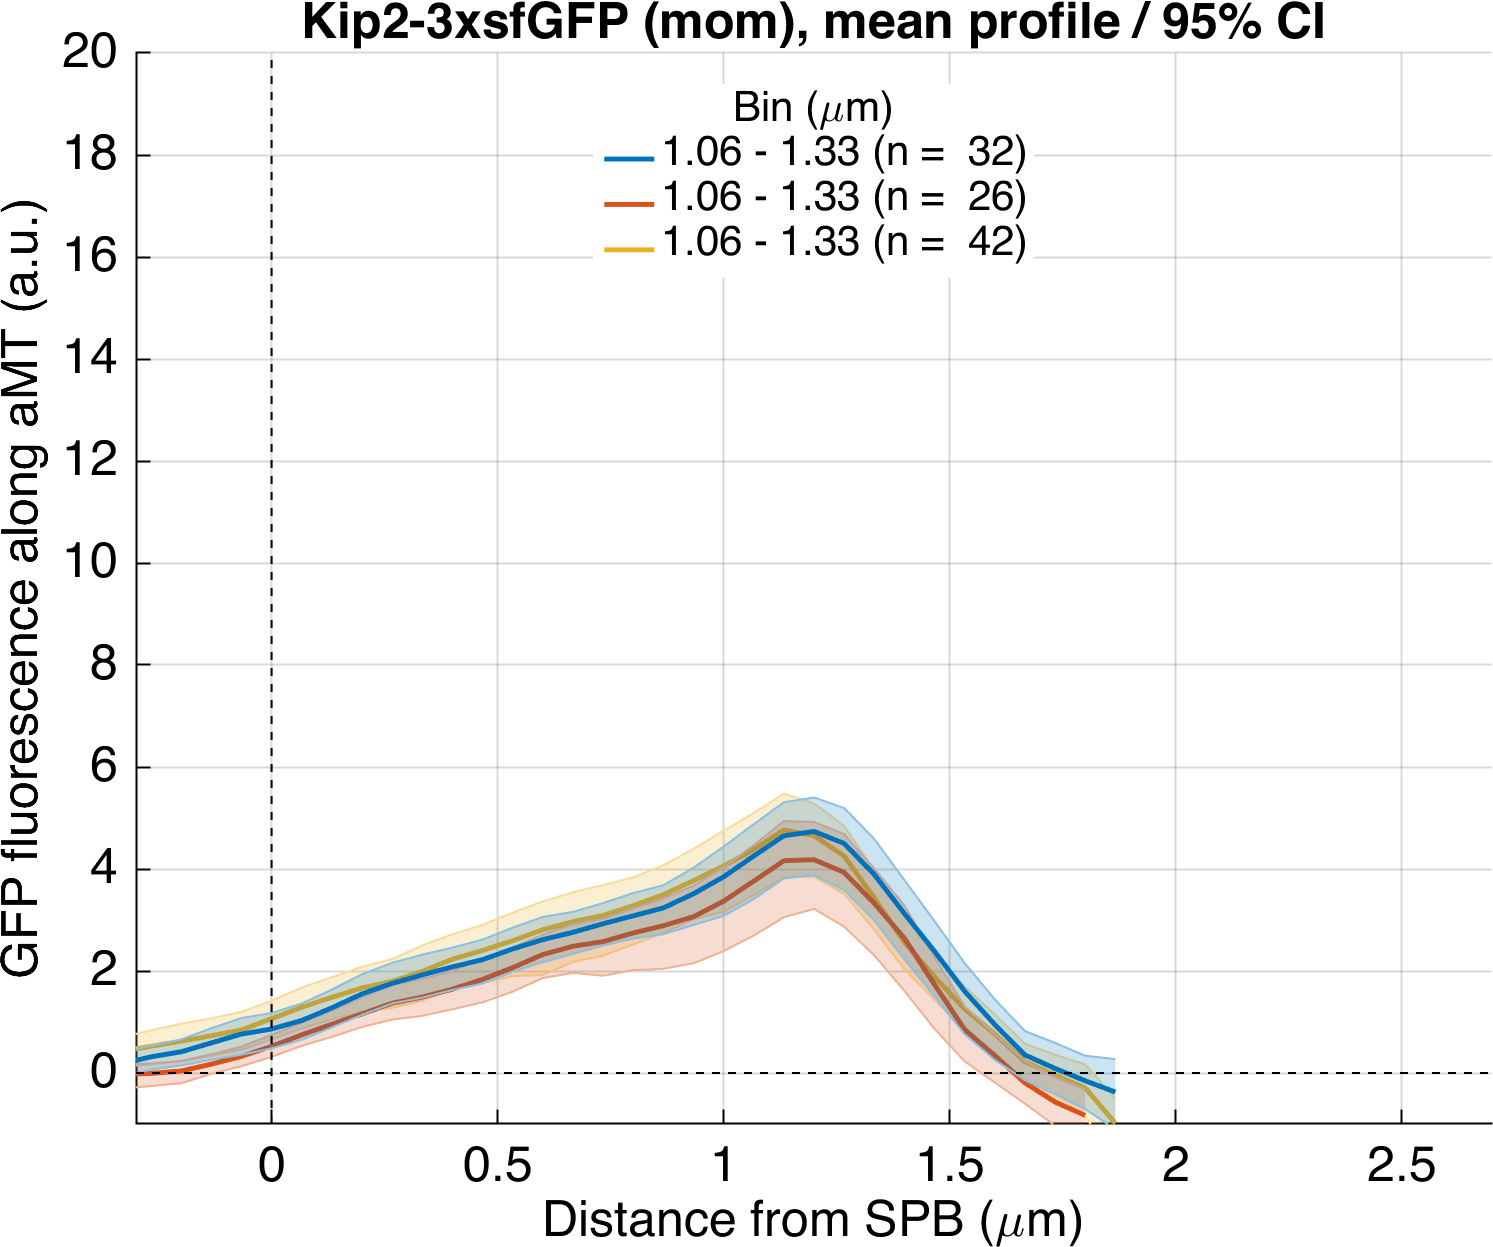 Kip2-3xsfGFP (mom), mean profile / 95% CI
GFP fluorescence along aMT (a.u.)
20
18
16
14
12
10
8
6
4
2
0
Bin (μm)
1.06 - 1.33 (n = 32)
1.06 - 1.33 (n = 26)
1.06 - 1.33 (n = 42)
0 0.5 1 1.5 2 2.5
Distance from SPB (μm)